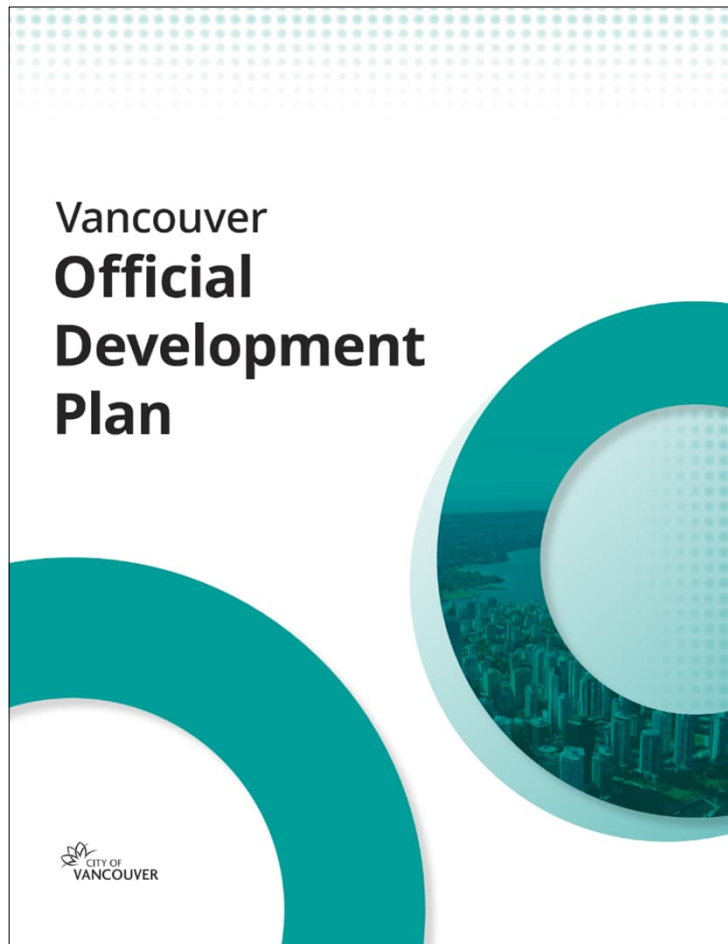 Vancouver
Official
Development
Plan
CITY OF
VANCOUVER